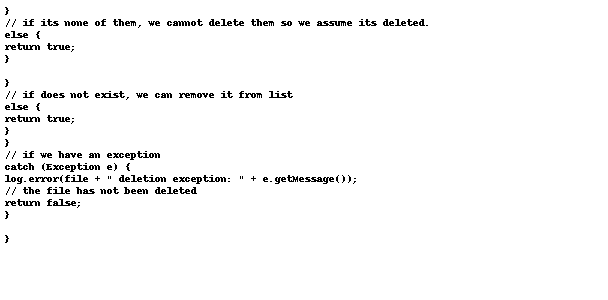 }
// if its none of them, we cannot delete them so we assume its deleted.
else {
return true;
}
}
// if does not exist, we can remove it from list
else {
return true;
}
}
// if we have an exception
catch (Exception e) {
log.error(file + " deletion exception: " + e.getMessage());
// the file has not been deleted
return false;
}
}